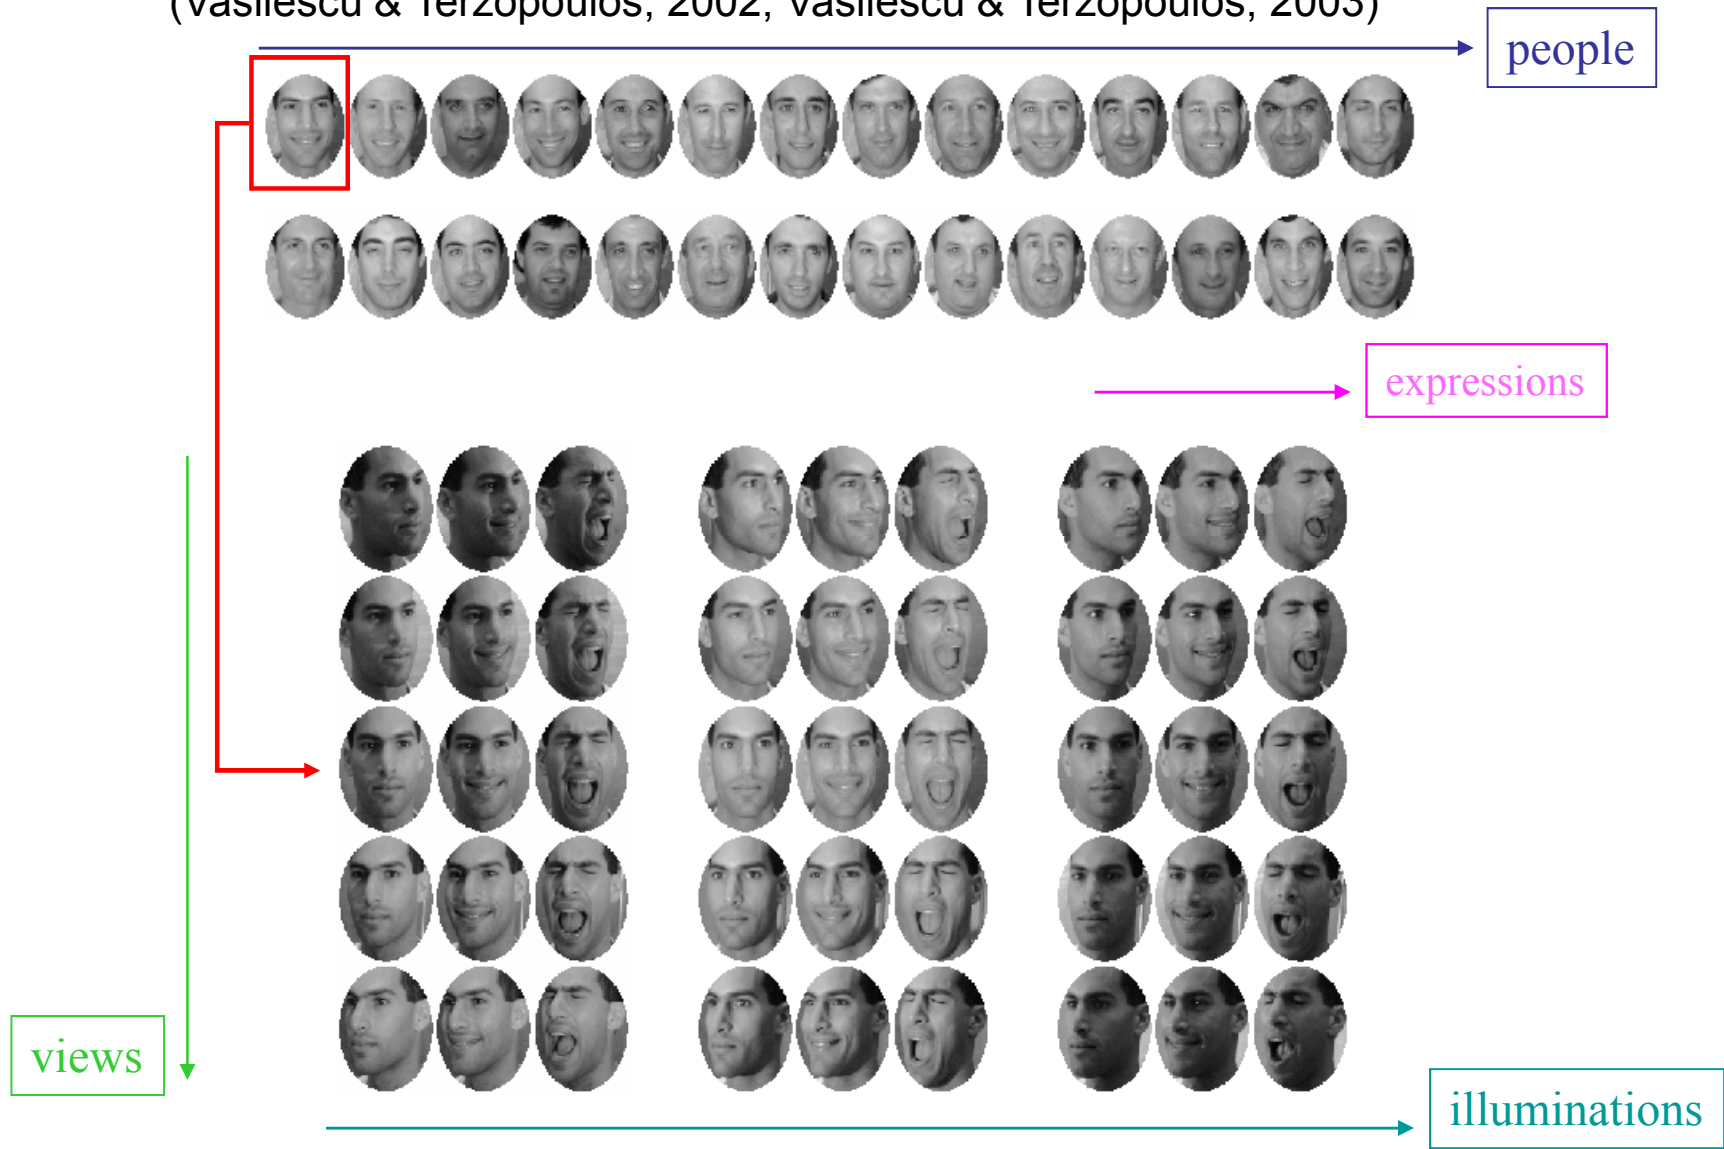 (Vasilescu & Terzopoulos, 2002, Vasilescu & Terzopoulos, 2003)
people
expressions
views
illuminations